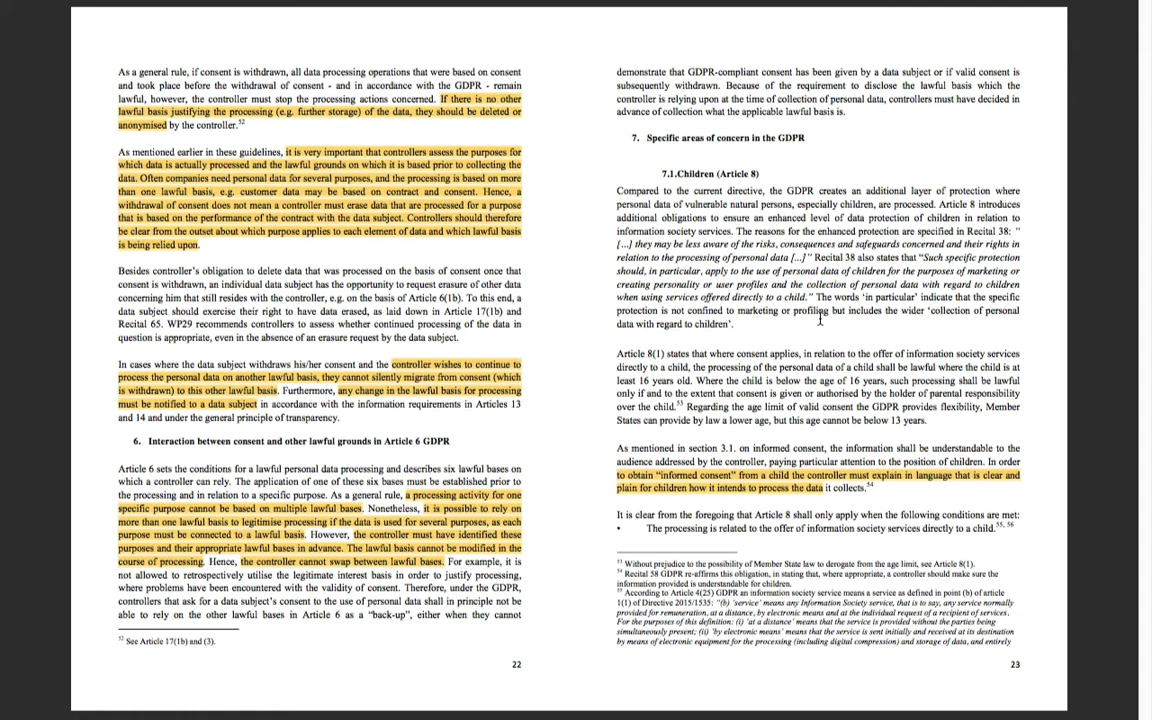 As a general rule, if consent is withdrawn, all data processing operations that were based on consent
and took place before the withdrawal of consent - and in accordance with the GDPR - remain
lawful, however, the controller must stop the processing actions concerned. If there is no other
lawful basis justifying the processing (e.g. further storage) of the data, they should be deleted or
anonymised by the controller.52
As mentioned earlier in these guidelines, it is very important that controllers assess the purposes for
which data is actually processed and the lawful grounds on which it is based prior to collecting the
data. Often companies need personal data for several purposes, and the processing is based on more
than one lawful basis, e.g. customer data may be based on contract and consent. Hence, a
withdrawal of consent does not mean a controller must erase data that are processed for a purpose
that is based on the performance of the contract with the data subject. Controllers should therefore
be clear from the outset about which purpose applies to each element of data and which lawful basis
is being relied upon.
Besides controller's obligation to delete data that was processed on the basis of consent once that
consent is withdrawn, an individual data subject has the opportunity to request erasure of other data
concerning him that still resides with the controller, e.g. on the basis of Article 6(1b). To this end, a
data subject should exercise their right to have data erased, as laid down in Article 17(1b) and
Recital 65. WP29 recommends controllers to assess whether continued processing of the data in
question is appropriate, even in the absence of an erasure request by the data subject.
In cases where the data subject withdraws his/her consent and the controller wishes to continue to
process the personal data on another lawful basis, they cannot silently migrate from consent (which
is withdrawn) to this other lawful basis. Furthermore, any change in the lawful basis for processing
must be notified to a data subject in accordance with the information requirements in Articles 13
and 14 and under the general principle of transparency.
6. Interaction between consent and other lawful grounds in Article 6 GDPR
Article 6 sets the conditions for a lawful personal data processing and describes six lawful bases on
which a controller can rely. The application of one of these six bases must be established prior to
the processing and in relation to a specific purpose. As a general rule, a processing activity for one
specific purpose cannot be based on multiple lawful bases. Nonetheless, it is possible to rely on
more than one lawful basis to legitimise processing if the data is used for several purposes, as each
purpose must be connected to a lawful basis. However, the controller must have identified these
purposes and their appropriate lawful bases in advance. The lawful basis cannot be modified in the
course of processing. Hence, the controller cannot swap between lawful bases. For example, it is
not allowed to retrospectively utilise the legitimate interest basis in order to justify processing,
where problems have been encountered with the validity of consent. Therefore, under the GDPR,
controllers that ask for a data subject's consent to the use of personal data shall in principle not be
able to rely on the other lawful bases in Article 6 as a "back-up", either when they cannot
52 See Article 17(1b) and (3).
22
demonstrate that GDPR-compliant consent has been given by a data subject or if valid consent is
subsequently withdrawn. Because of the requirement to disclose the lawful basis which the
controller is relying upon at the time of collection of personal data, controllers must have decided in
advance of collection what the applicable lawful basis is.
7. Specific areas of concern in the GDPR
7.1.Children (Article 8)
Compared to the current directive, the GDPR creates an additional layer of protection where
personal data of vulnerable natural persons, especially children, are processed. Article 8 introduces
additional obligations to ensure an enhanced level of data protection of children in relation to
information society services. The reasons for the enhanced protection are specified in Recital 38: "
[...] they may be less aware of the risks, consequences and safeguards concerned and their rights in
relation to the processing of personal data [...]" Recital 38 also states that "Such specific protection
should, in particular, apply to the use of personal data of children for the purposes of marketing or
creating personality or user profiles and the collection of personal data with regard to children
when using services offered directly to a child." The words 'in particular' indicate that the specific
protection is not confined to marketing or profiling but includes the wider 'collection of personal
data with regard to children'.
Article 8(1) states that where consent applies, in relation to the offer of information society services
directly to a child, the processing of the personal data of a child shall be lawful where the child is at
least 16 years old. Where the child is below the age of 16 years, such processing shall be lawful
only if and to the extent that consent is given or authorised by the holder of parental responsibility
over the child.53 Regarding the age limit of valid consent the GDPR provides flexibility, Member
States can provide by law a lower age, but this age cannot be below 13 years.
As mentioned in section 3.1. on informed consent, the information shall be understandable to the
audience addressed by the controller, paying particular attention to the position of children. In order
to obtain "informed consent" from a child the controller must explain in language that is clear and
plain for children how it intends to process the data it collects.54
It is clear from the foregoing that Article 8 shall only apply when the following conditions are met:
• The processing is related to the offer of information society services directly to a child.55, 56
53 Without prejudice to the possibility of Member State law to derogate from the age limit, see Article 8(1).
54 Recital 58 GDPR re-affirms this obligation, in stating that, where appropriate, a controller should make sure the
information provided is understandable for children.
55 According to Article 4(25) GDPR an information society service means a service as defined in point (b) of article
1(1) of Directive 2015/1535: "(b) 'service' means any Information Society service, that is to say, any service normally
provided for remuneration, at a distance, by electronic means and at the individual request of a recipient of services.
For the purposes of this definition: (i) 'at a distance' means that the service is provided without the parties being
simultaneously present; (ii) 'by electronic means' means that the service is sent initially and received at its destination
by means of electronic equipment for the processing (including digital compression) and storage of data, and entirely
23